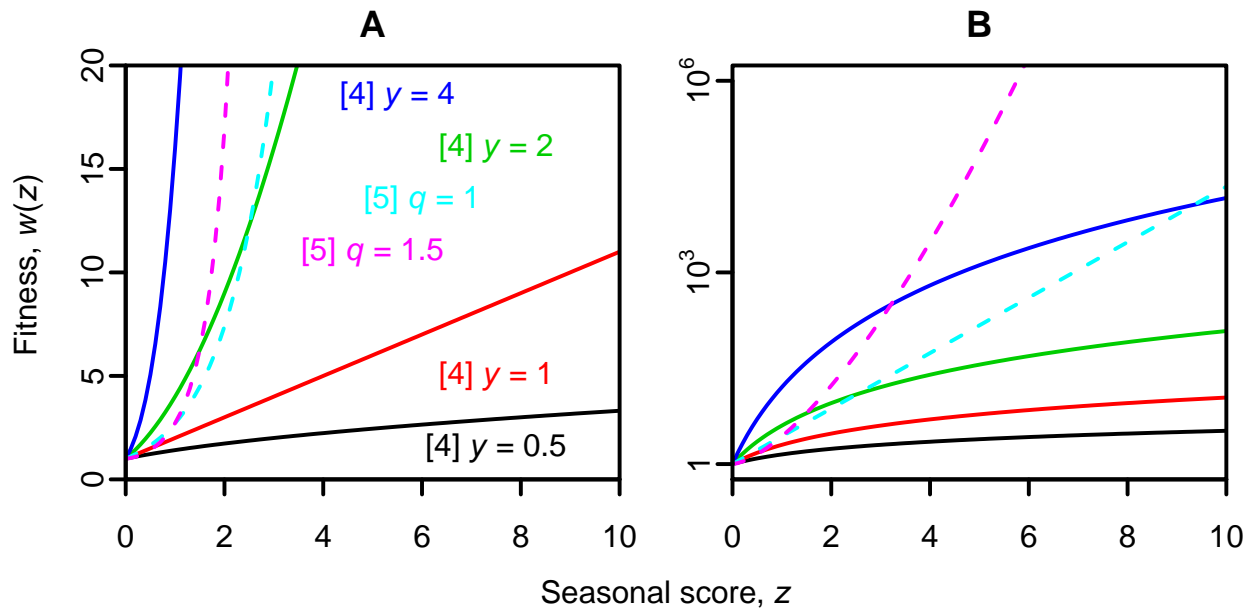 A
B
Fitness, w(z)
20
15
10
5
0
[4] y = 4
[4] y = 2
[5] q = 1
[5] q = 1.5
[4] y = 1
[4] y = 0.5
0 2 4 6 8 10
10^6
10^3
1
0 2 4 6 8 10
Seasonal score, z